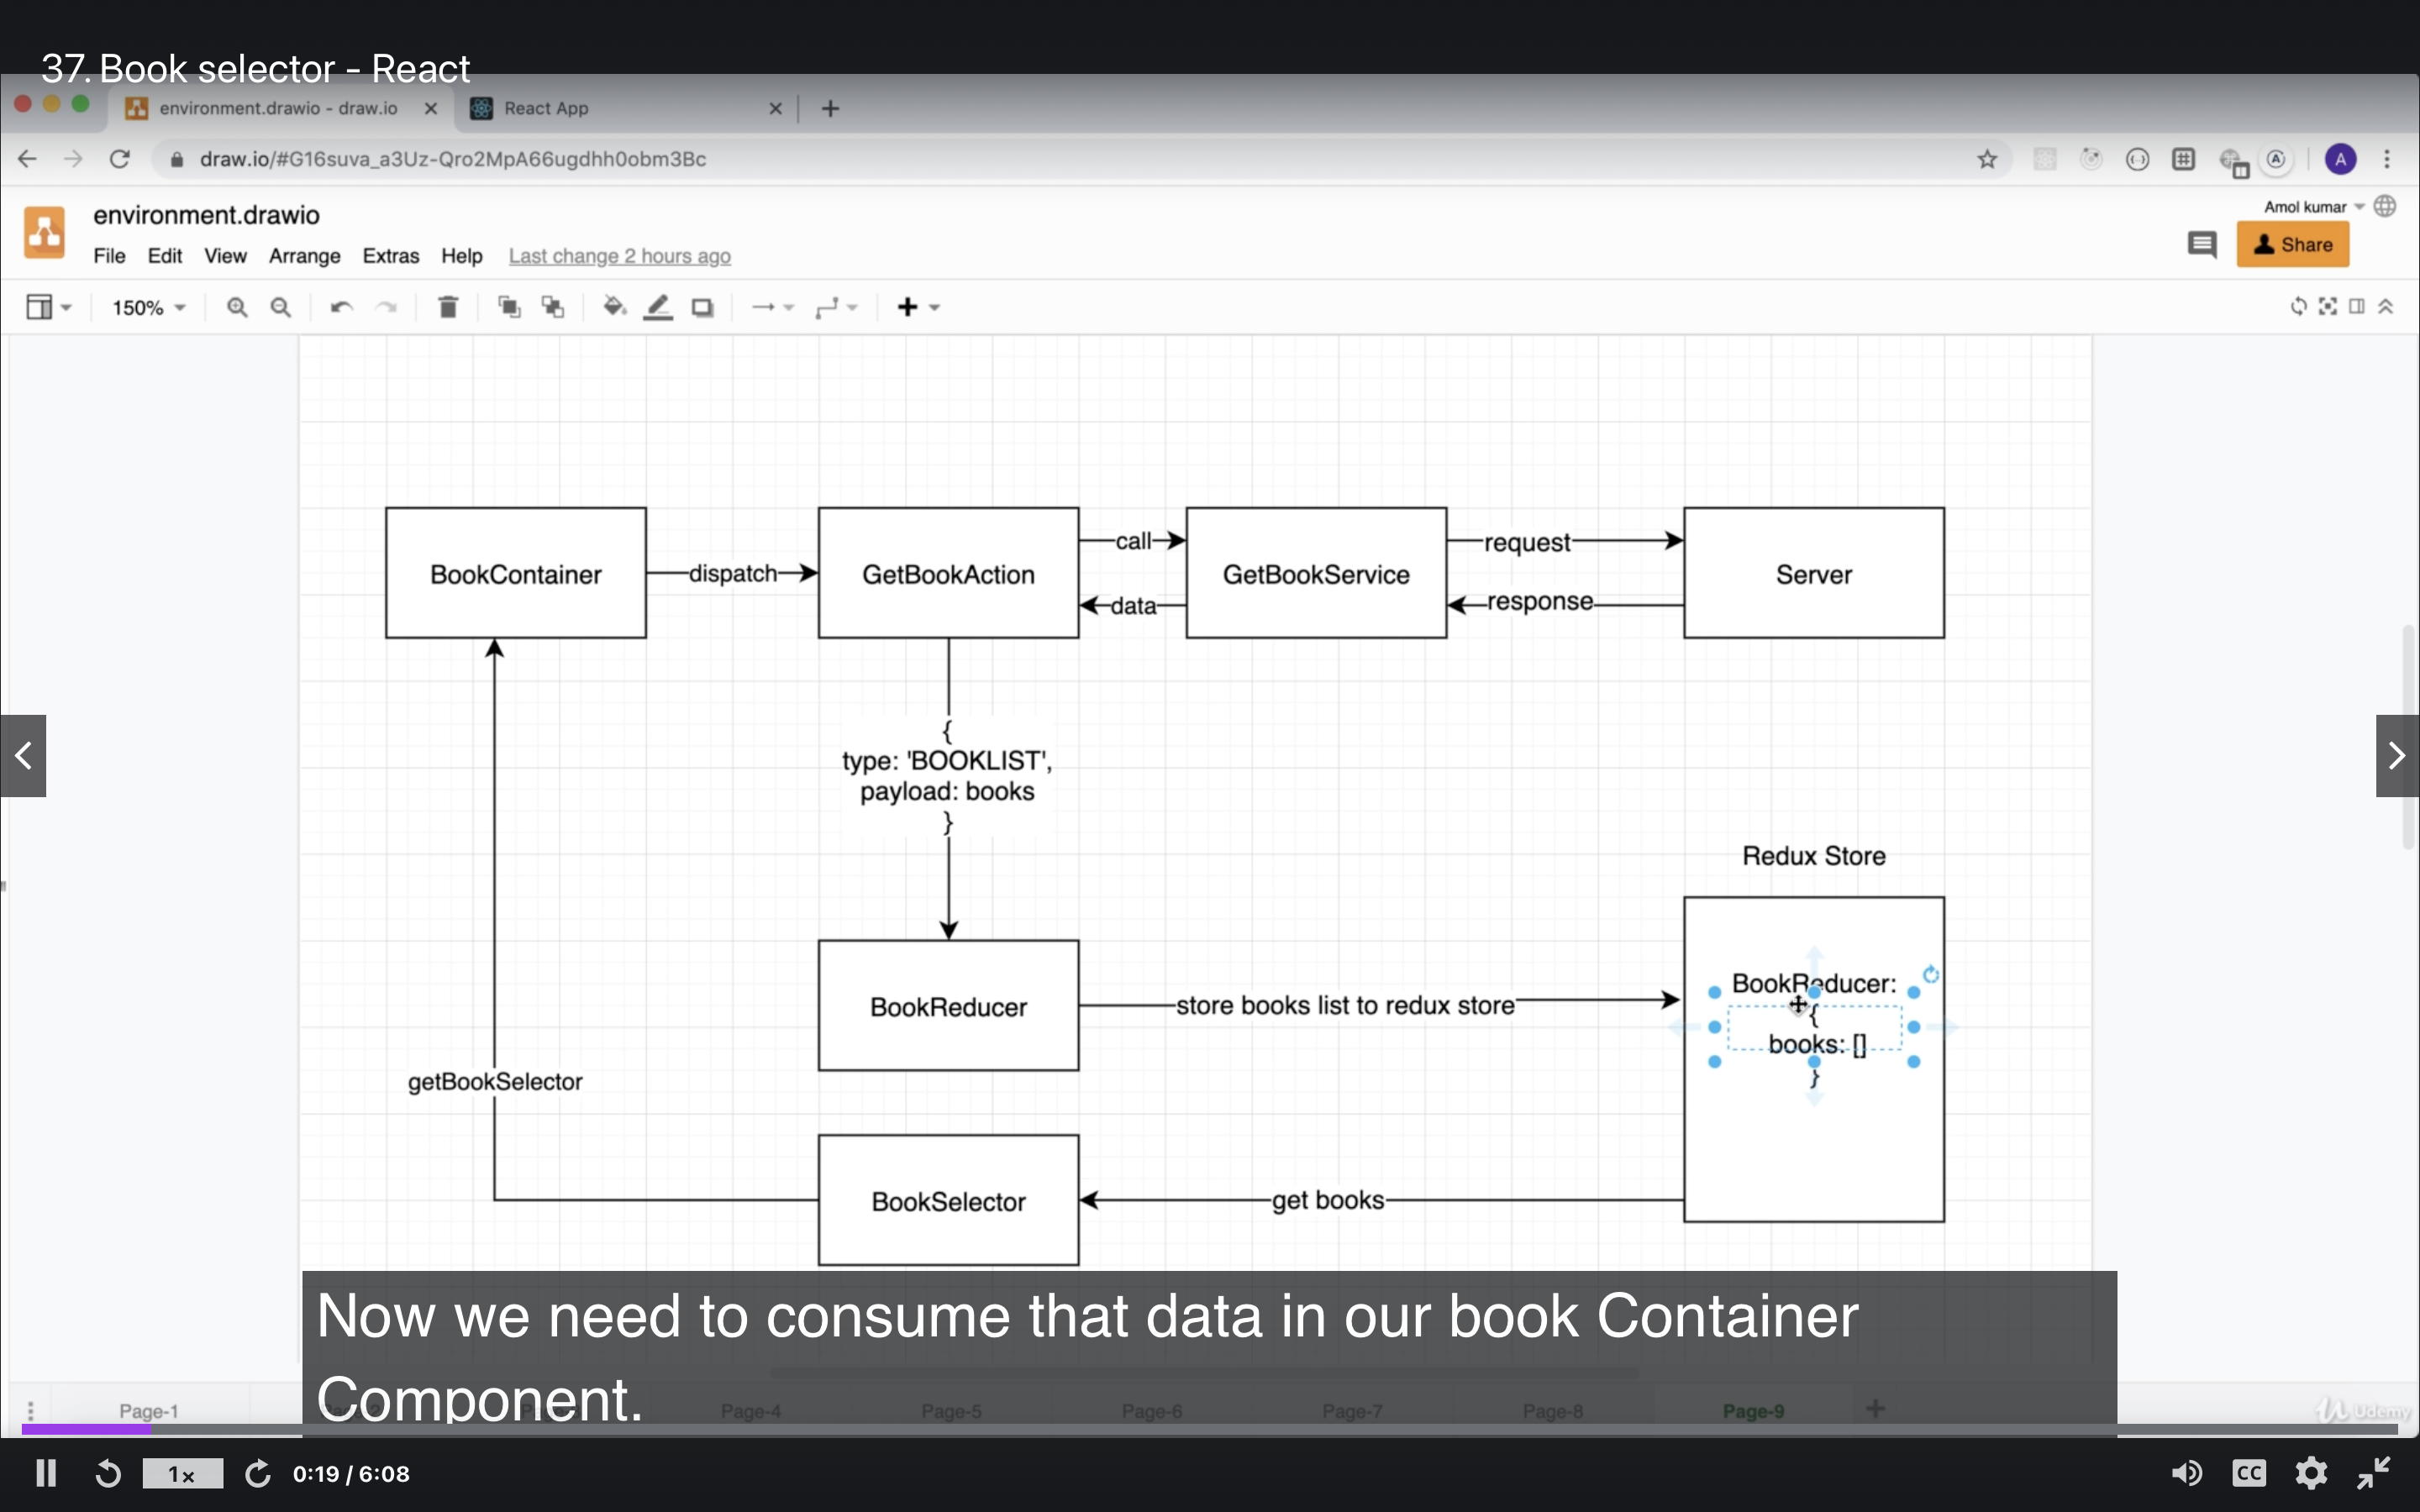 37. Book selector - React
environment.drawio - draw.io
React App
draw.io/#G16suva_a3Uz-Qro2MpA66ugdhh0obm3Bc
A
A
environment.drawio
Amol kumar
File Edit View Arrange Extras Help Last change 2 hours ago
Share
150%
BookContainer
dispatch
GetBookAction
call
data
GetBookService
request
response
Server
{
type: 'BOOKLIST',
payload: books
}
Redux Store
BookReducer:
{
books: []
}
BookReducer
store books list to redux store
getBookSelector
BookSelector
get books
Now we need to consume that data in our book Container
Component.
Page-1
Page-4
Page-5
Page-6
Page-7
Page-8
Page-9
Udemy
1x
0:19 / 6:08
CC